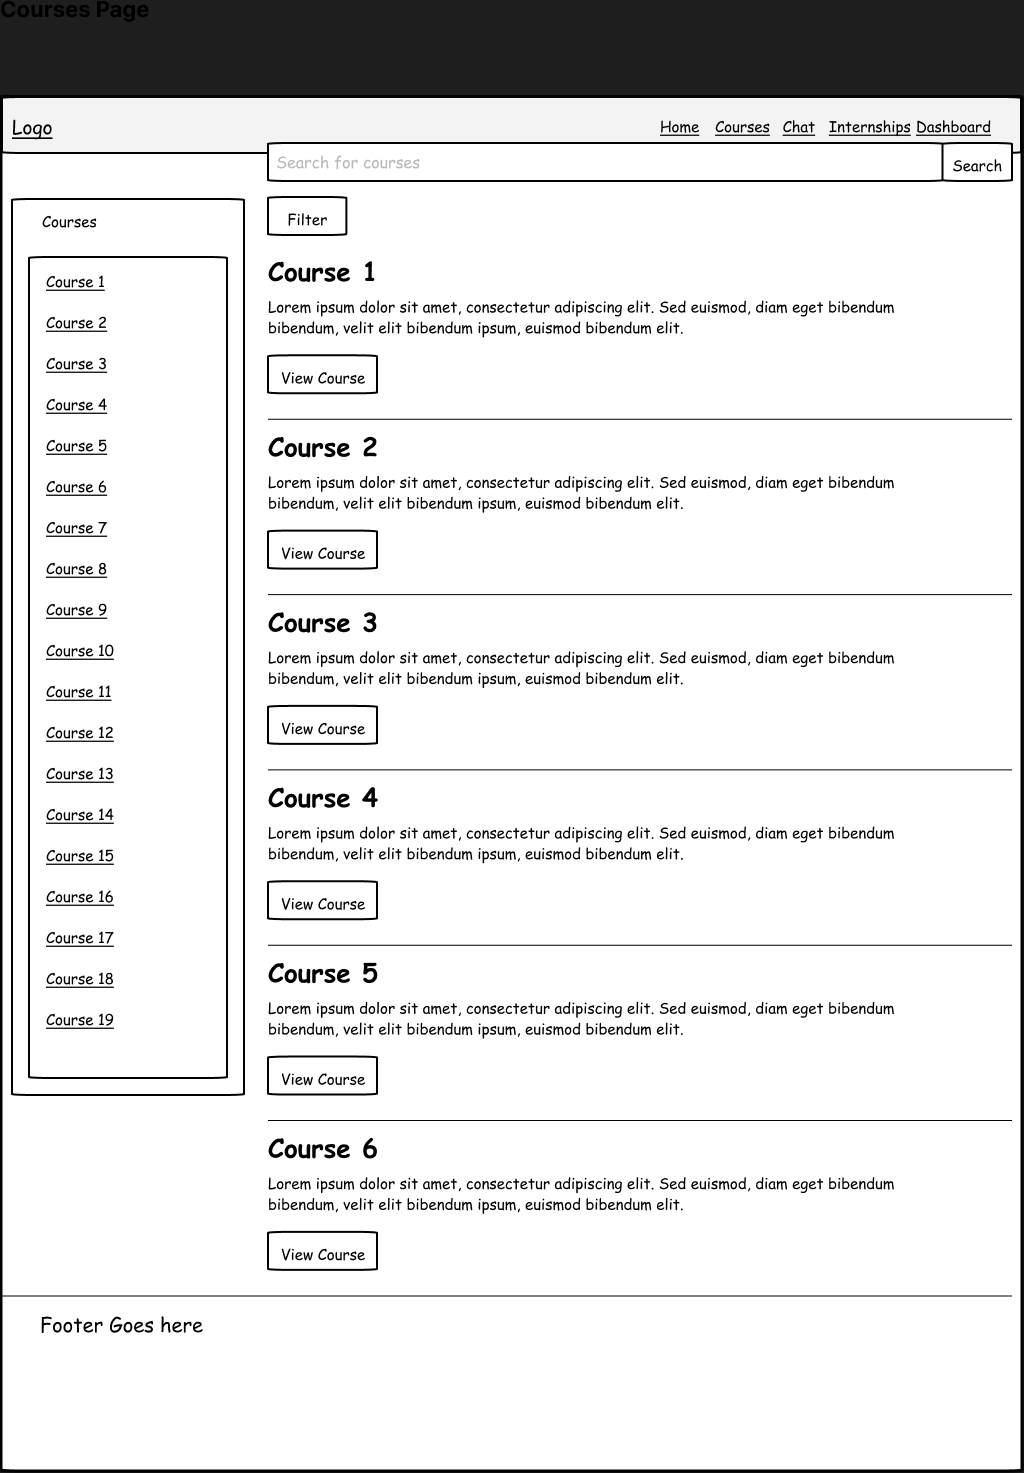 Courses Page
Logo
Home Courses Chat Internships Dashboard
Search for courses
Search
Courses
Course 1
Course 2
Course 3
Course 4
Course 5
Course 6
Course 7
Course 8
Course 9
Course 10
Course 11
Course 12
Course 13
Course 14
Course 15
Course 16
Course 17
Course 18
Course 19
Filter
Course 1
Lorem ipsum dolor sit amet, consectetur adipiscing elit. Sed euismod, diam eget bibendum
bibendum, velit elit bibendum ipsum, euismod bibendum elit.
View Course
Course 2
Lorem ipsum dolor sit amet, consectetur adipiscing elit. Sed euismod, diam eget bibendum
bibendum, velit elit bibendum ipsum, euismod bibendum elit.
View Course
Course 3
Lorem ipsum dolor sit amet, consectetur adipiscing elit. Sed euismod, diam eget bibendum
bibendum, velit elit bibendum ipsum, euismod bibendum elit.
View Course
Course 4
Lorem ipsum dolor sit amet, consectetur adipiscing elit. Sed euismod, diam eget bibendum
bibendum, velit elit bibendum ipsum, euismod bibendum elit.
View Course
Course 5
Lorem ipsum dolor sit amet, consectetur adipiscing elit. Sed euismod, diam eget bibendum
bibendum, velit elit bibendum ipsum, euismod bibendum elit.
View Course
Course 6
Lorem ipsum dolor sit amet, consectetur adipiscing elit. Sed euismod, diam eget bibendum
bibendum, velit elit bibendum ipsum, euismod bibendum elit.
View Course
Footer Goes here